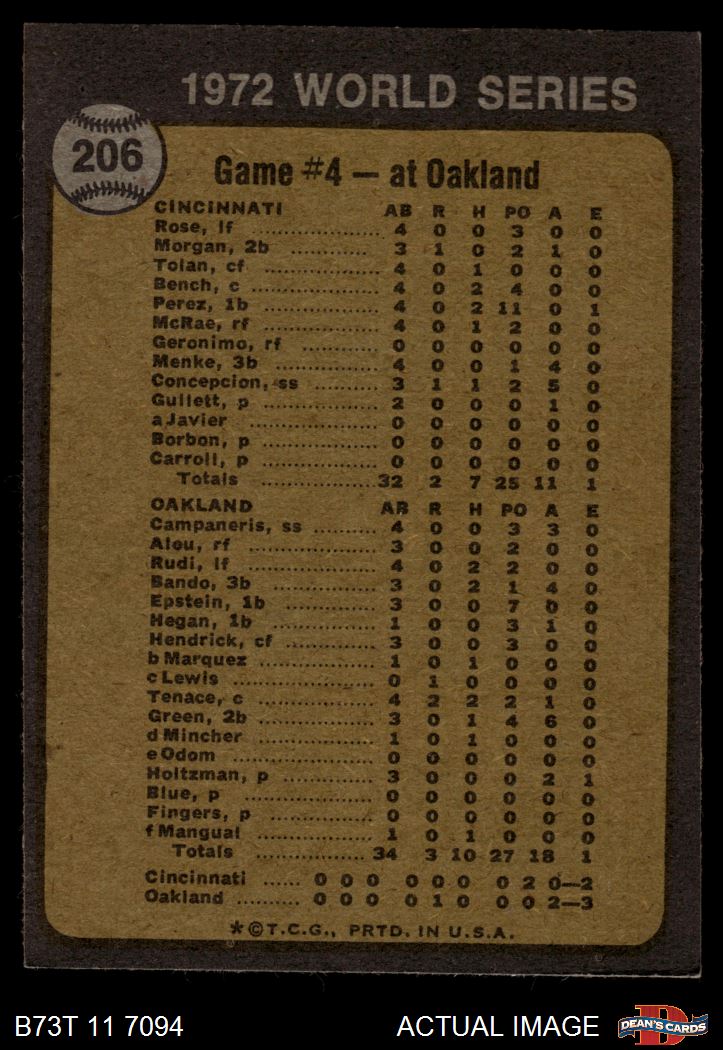 1972 WORLD SERIES
206
Game #4 — at Oakland
CINCINNATI AB R H PO A E
Rose, lf .................... 4 0 0 3 0 0
Morgan, 2b ............ 3 1 0 2 1 0
Tolan, cf .................. 4 0 1 0 0 0
Bench, c .................. 4 0 2 4 0 0
Perez, 1b ................ 4 0 2 11 0 1
McRae, rf ................ 4 0 1 2 0 0
Geronimo, rf ............ 0 0 0 0 0 0
Menke, 3b .............. 4 0 0 1 4 0
Concepcion, ss .......... 3 1 1 2 5 0
Gullett, p ................ 2 0 0 0 1 0
a Javier .................. 0 0 0 0 0 0
Borbon, p ................ 0 0 0 0 0 0
Carroll, p ................ 0 0 0 0 0 0
Totals .................. 32 2 7 25 11 1
OAKLAND AB R H PO A E
Campaneris, ss .......... 4 0 0 3 3 0
Alou, rf .................. 3 0 0 2 0 0
Rudi, lf .................. 4 0 2 2 0 0
Bando, 3b ................ 3 0 2 1 4 0
Epstein, 1b .............. 3 0 0 7 0 0
Hegan, 1b ................ 1 0 0 3 1 0
Hendrick, cf ............ 3 0 0 3 0 0
b Marquez ................ 1 0 1 0 0 0
c Lewis .................. 0 1 0 0 0 0
Tenace, c ................ 4 2 2 2 1 0
Green, 2b ................ 3 0 1 4 6 0
d Mincher ................ 1 0 1 0 0 0
e Odom .................. 0 0 0 0 0 0
Holtzman, p .............. 3 0 0 0 2 1
Blue, p .................. 0 0 0 0 0 0
Fingers, p .............. 0 0 0 0 0 0
f Mangual ................ 1 0 1 0 0 0
Totals ................ 34 3 10 27 18 1
Cincinnati ...... 0 0 0 0 0 0 0 2 0—2
Oakland .......... 0 0 0 0 1 0 0 0 2—3
*©T.C.G., PRTD. IN U.S.A.
B73T 11 7094 ACTUAL IMAGE
D
DEAN'S CARDS